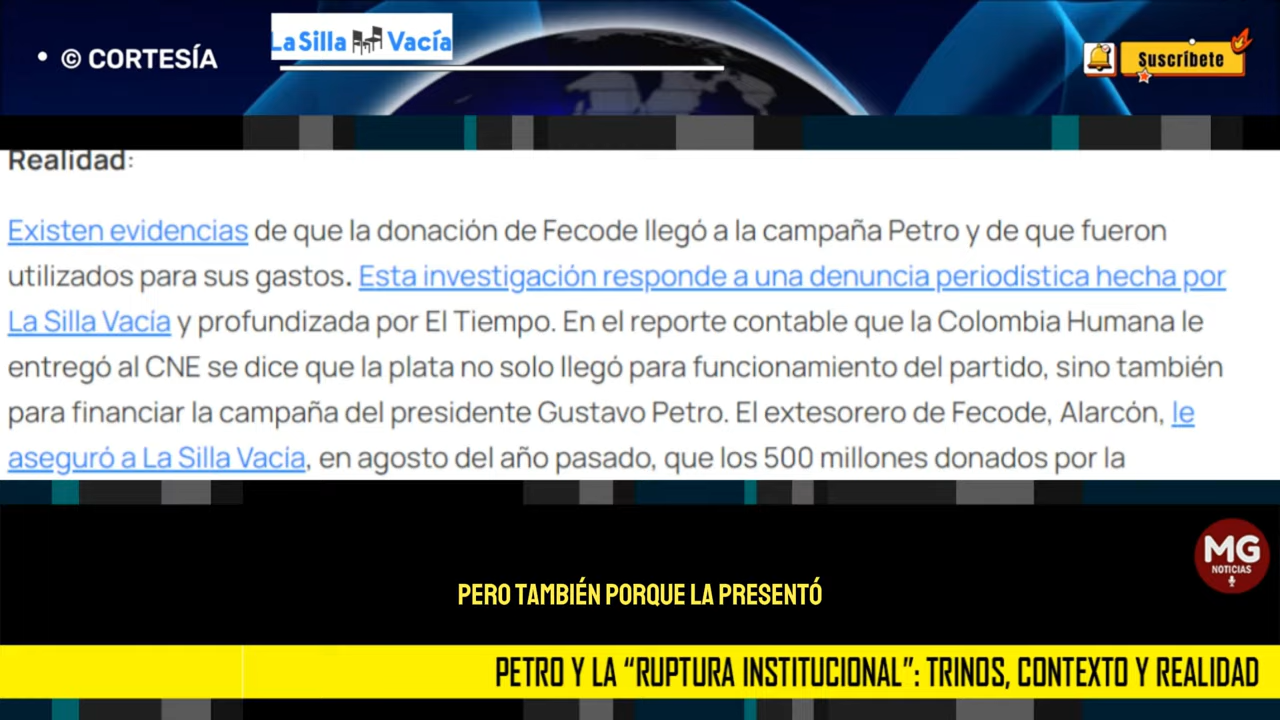 • © CORTESÍA
La Silla Vacía
Suscríbete
Realidad:
Existen evidencias de que la donación de Fecode llegó a la campaña Petro y de que fueron
utilizados para sus gastos. Esta investigación responde a una denuncia periodística hecha por
La Silla Vacía y profundizada por El Tiempo. En el reporte contable que la Colombia Humana le
entregó al CNE se dice que la plata no solo llegó para funcionamiento del partido, sino también
para financiar la campaña del presidente Gustavo Petro. El extesorero de Fecode, Alarcón, le
aseguró a La Silla Vacía, en agosto del año pasado, que los 500 millones donados por la
MG
NOTICIAS
PERO TAMBIÉN PORQUE LA PRESENTÓ
PETRO Y LA “RUPTURA INSTITUCIONAL”: TRINOS, CONTEXTO Y REALIDAD